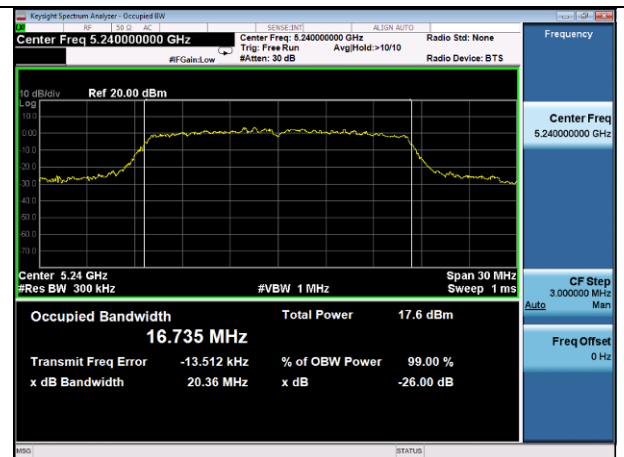 Keysight Spectrum Analyzer - Occupied BW
RF 50 Ω AC SENSE:INT ALIGN AUTO
Center Freq 5.240000000 GHz
Center Freq: 5.240000000 GHz
Radio Std: None
Trig: Free Run Avg|Hold:>10/10
#IFGain:Low
#Atten: 30 dB
Radio Device: BTS
Frequency
10 dB/div Ref 20.00 dBm
Log
10.0
0.00
-10.0
-20.0
-30.0
-40.0
-50.0
-60.0
-70.0
Center 5.24 GHz
Span 30 MHz
#Res BW 300 kHz
#VBW 1 MHz
Sweep 1 ms
Center Freq
5.240000000 GHz
CF Step
3.000000 MHz
Auto Man
Freq Offset
0 Hz
Occupied Bandwidth
16.735 MHz
Total Power 17.6 dBm
Transmit Freq Error -13.512 kHz
% of OBW Power 99.00 %
x dB Bandwidth 20.36 MHz
x dB -26.00 dB
MSG
STATUS